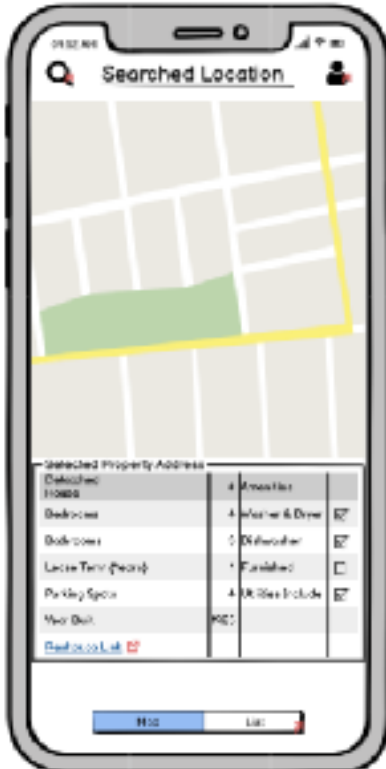 Searched Location
Selected Property Address
Detached # Amenities
House
Bedrooms 4 Washer & Dryer
Bathrooms Dishwasher
Lease Term (Years) Furnished
Parking Spots 4 Utilities Include
Year Built
Map List